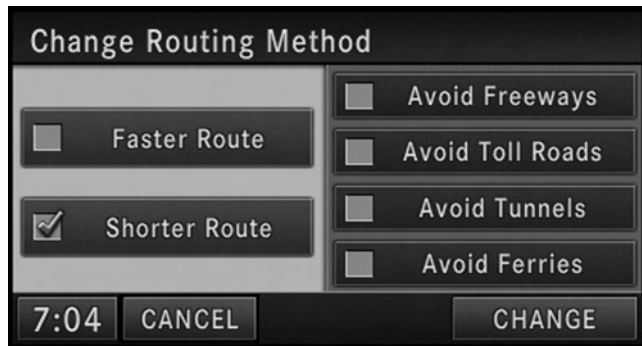 Change Routing Method
Faster Route
Shorter Route
Avoid Freeways
Avoid Toll Roads
Avoid Tunnels
Avoid Ferries
7:04 CANCEL CHANGE